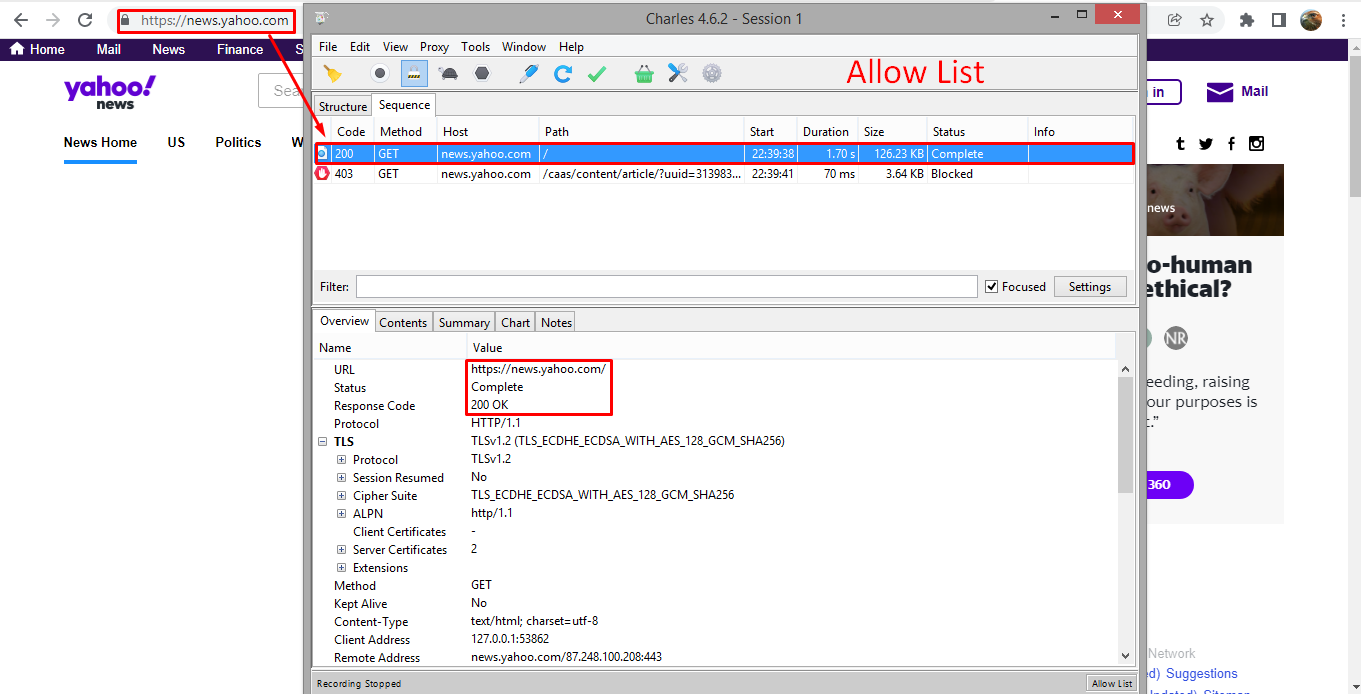 https://news.yahoo.com
Charles 4.6.2 - Session 1
Home Mail News Finance S
File Edit View Proxy Tools Window Help
Allow List
yahoo!
news
Sea
in
Mail
Structure Sequence
News Home US Politics W
Code Method Host Path Start Duration Size Status Info
200 GET news.yahoo.com / 22:39:38 1.70 s 126.23 KB Complete
403 GET news.yahoo.com /caas/content/article/?uuid=313983... 22:39:41 70 ms 3.64 KB Blocked
news
o-human
ethical?
Filter: Focused Settings
Overview Contents Summary Chart Notes
NR
Name Value
URL https://news.yahoo.com/
Status Complete
Response Code 200 OK
Protocol HTTP/1.1
TLS TLSv1.2 (TLS_ECDHE_ECDSA_WITH_AES_128_GCM_SHA256)
Protocol TLSv1.2
Session Resumed No
Cipher Suite TLS_ECDHE_ECDSA_WITH_AES_128_GCM_SHA256
ALPN http/1.1
Client Certificates -
Server Certificates 2
Extensions
Method GET
Kept Alive No
Content-Type text/html; charset=utf-8
Client Address 127.0.0.1:53862
Remote Address news.yahoo.com/87.248.100.208:443
eeding, raising
our purposes is
t.”
360
Network
d) Suggestions
Recording Stopped Allow List